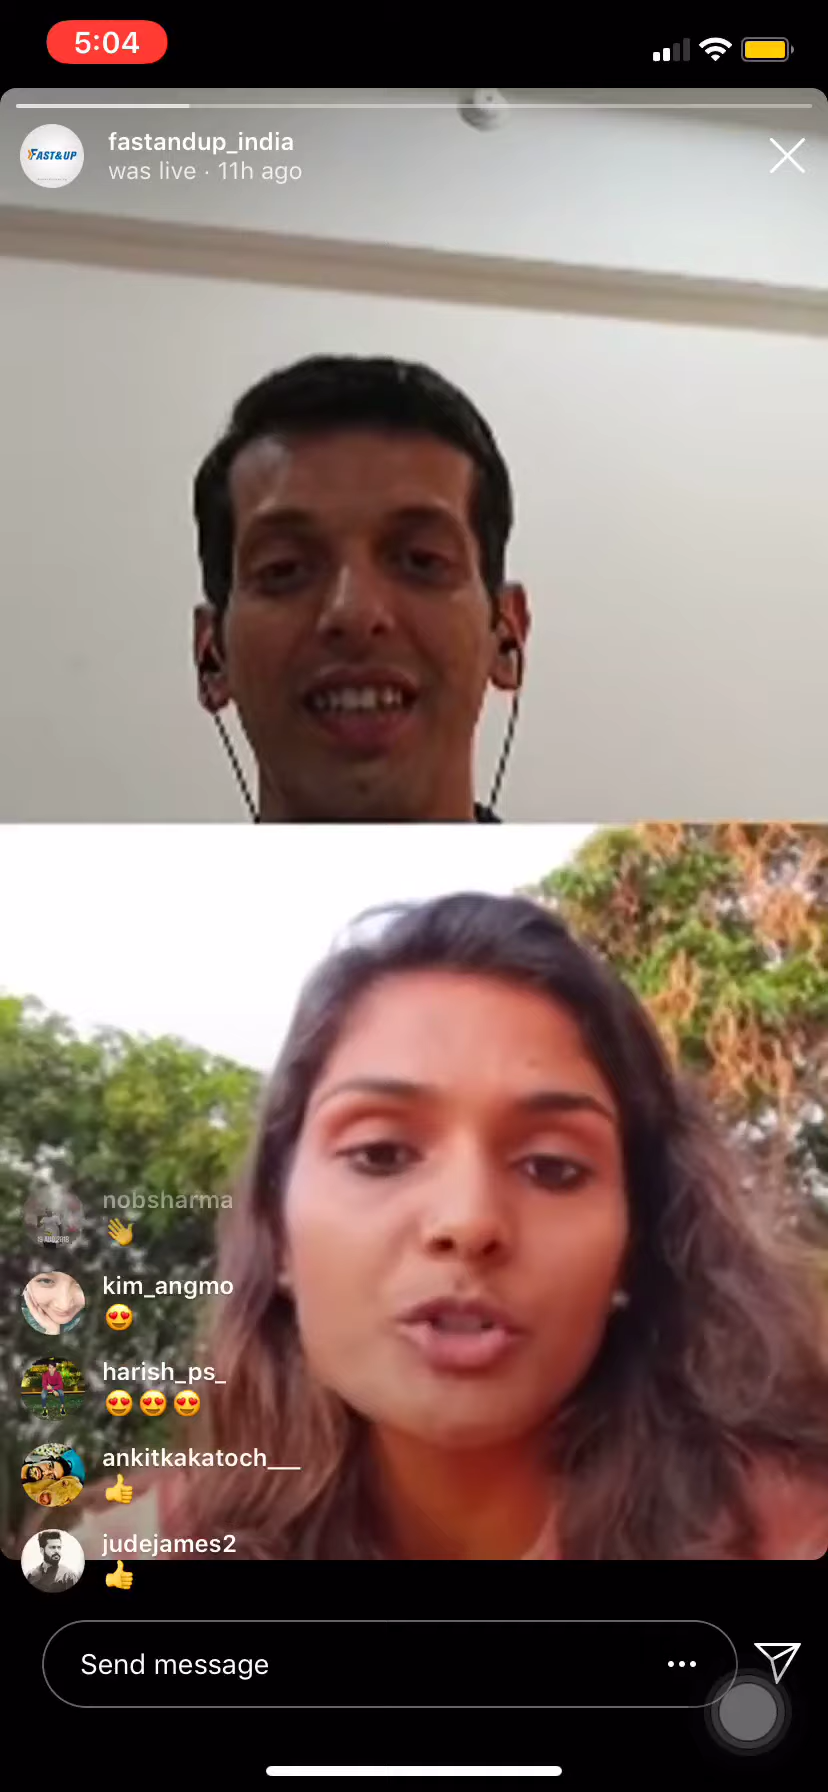 5:04
FAST&UP
fastandup_india
was live · 11h ago
nobsharma
👋
kim_angmo
😍
harish_ps_
😍😍😍
ankitkakatoch___
👍
judejames2
👍
Send message